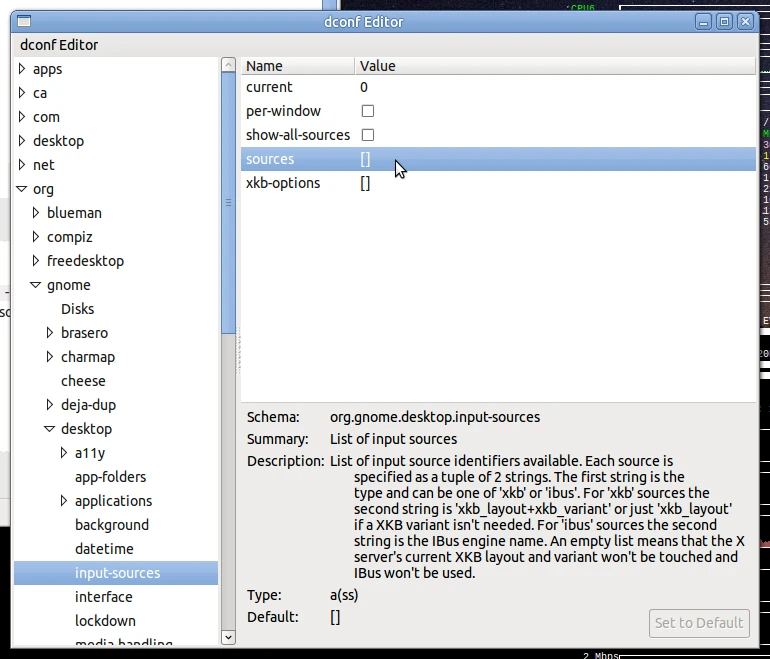 :CPU6
dconf Editor
dconf Editor
apps
ca
com
desktop
net
org
blueman
compiz
freedesktop
gnome
Disks
brasero
charmap
cheese
deja-dup
desktop
a11y
app-folders
applications
background
datetime
input-sources
interface
lockdown
media-handling
Name Value
current 0
per-window
show-all-sources
sources []
xkb-options []
Schema: org.gnome.desktop.input-sources
Summary: List of input sources
Description: List of input source identifiers available. Each source is
specified as a tuple of 2 strings. The first string is the
type and can be one of 'xkb' or 'ibus'. For 'xkb' sources the
second string is 'xkb_layout+xkb_variant' or just 'xkb_layout'
if a XKB variant isn't needed. For 'ibus' sources the second
string is the IBus engine name. An empty list means that the X
server's current XKB layout and variant won't be touched and
IBus won't be used.
Type: a(ss)
Default: []
Set to Default
2 Mbps